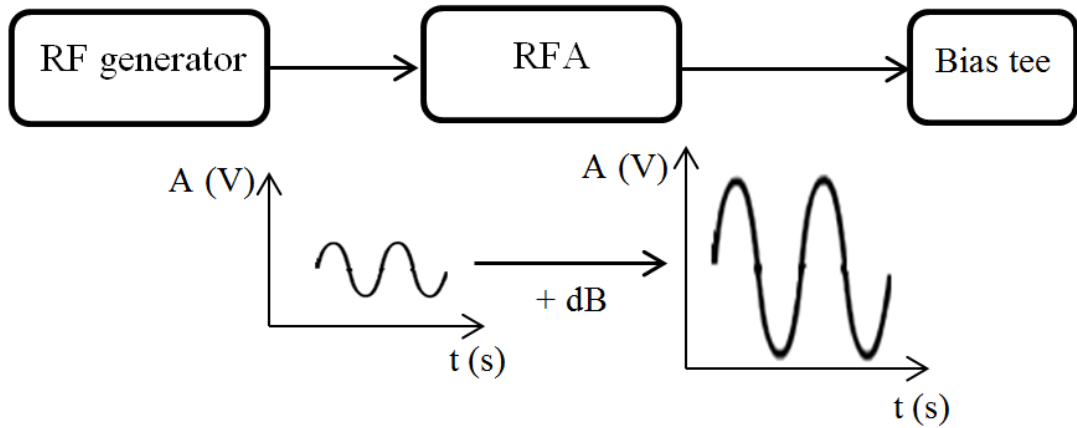 RF generator
RFA
Bias tee
A (V)
A (V)
+ dB
t (s)
t (s)